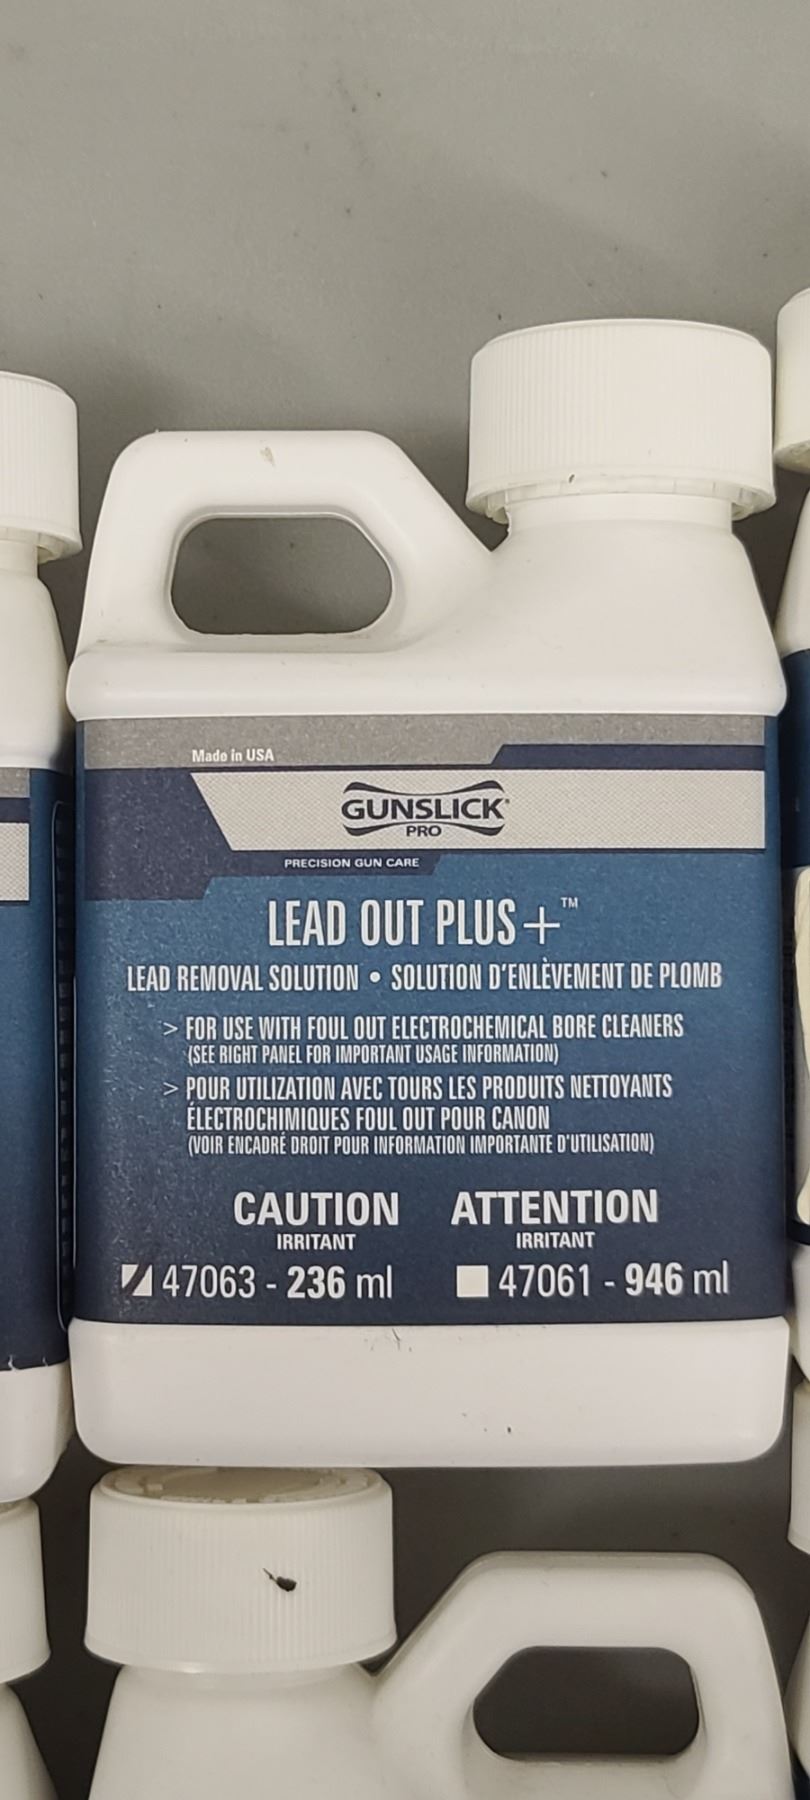 Made in USA
GUNSLICK®
PRO
PRECISION GUN CARE
LEAD OUT PLUS+™
LEAD REMOVAL SOLUTION • SOLUTION D'ENLÈVEMENT DE PLOMB
> FOR USE WITH FOUL OUT ELECTROCHEMICAL BORE CLEANERS
(SEE RIGHT PANEL FOR IMPORTANT USAGE INFORMATION)
> POUR UTILIZATION AVEC TOURS LES PRODUITS NETTOYANTS
ÉLECTROCHIMIQUES FOUL OUT POUR CANON
(VOIR ENCADRÉ DROIT POUR INFORMATION IMPORTANTE D'UTILISATION)
CAUTION ATTENTION
IRRITANT IRRITANT
47063 - 236 ml 47061 - 946 ml